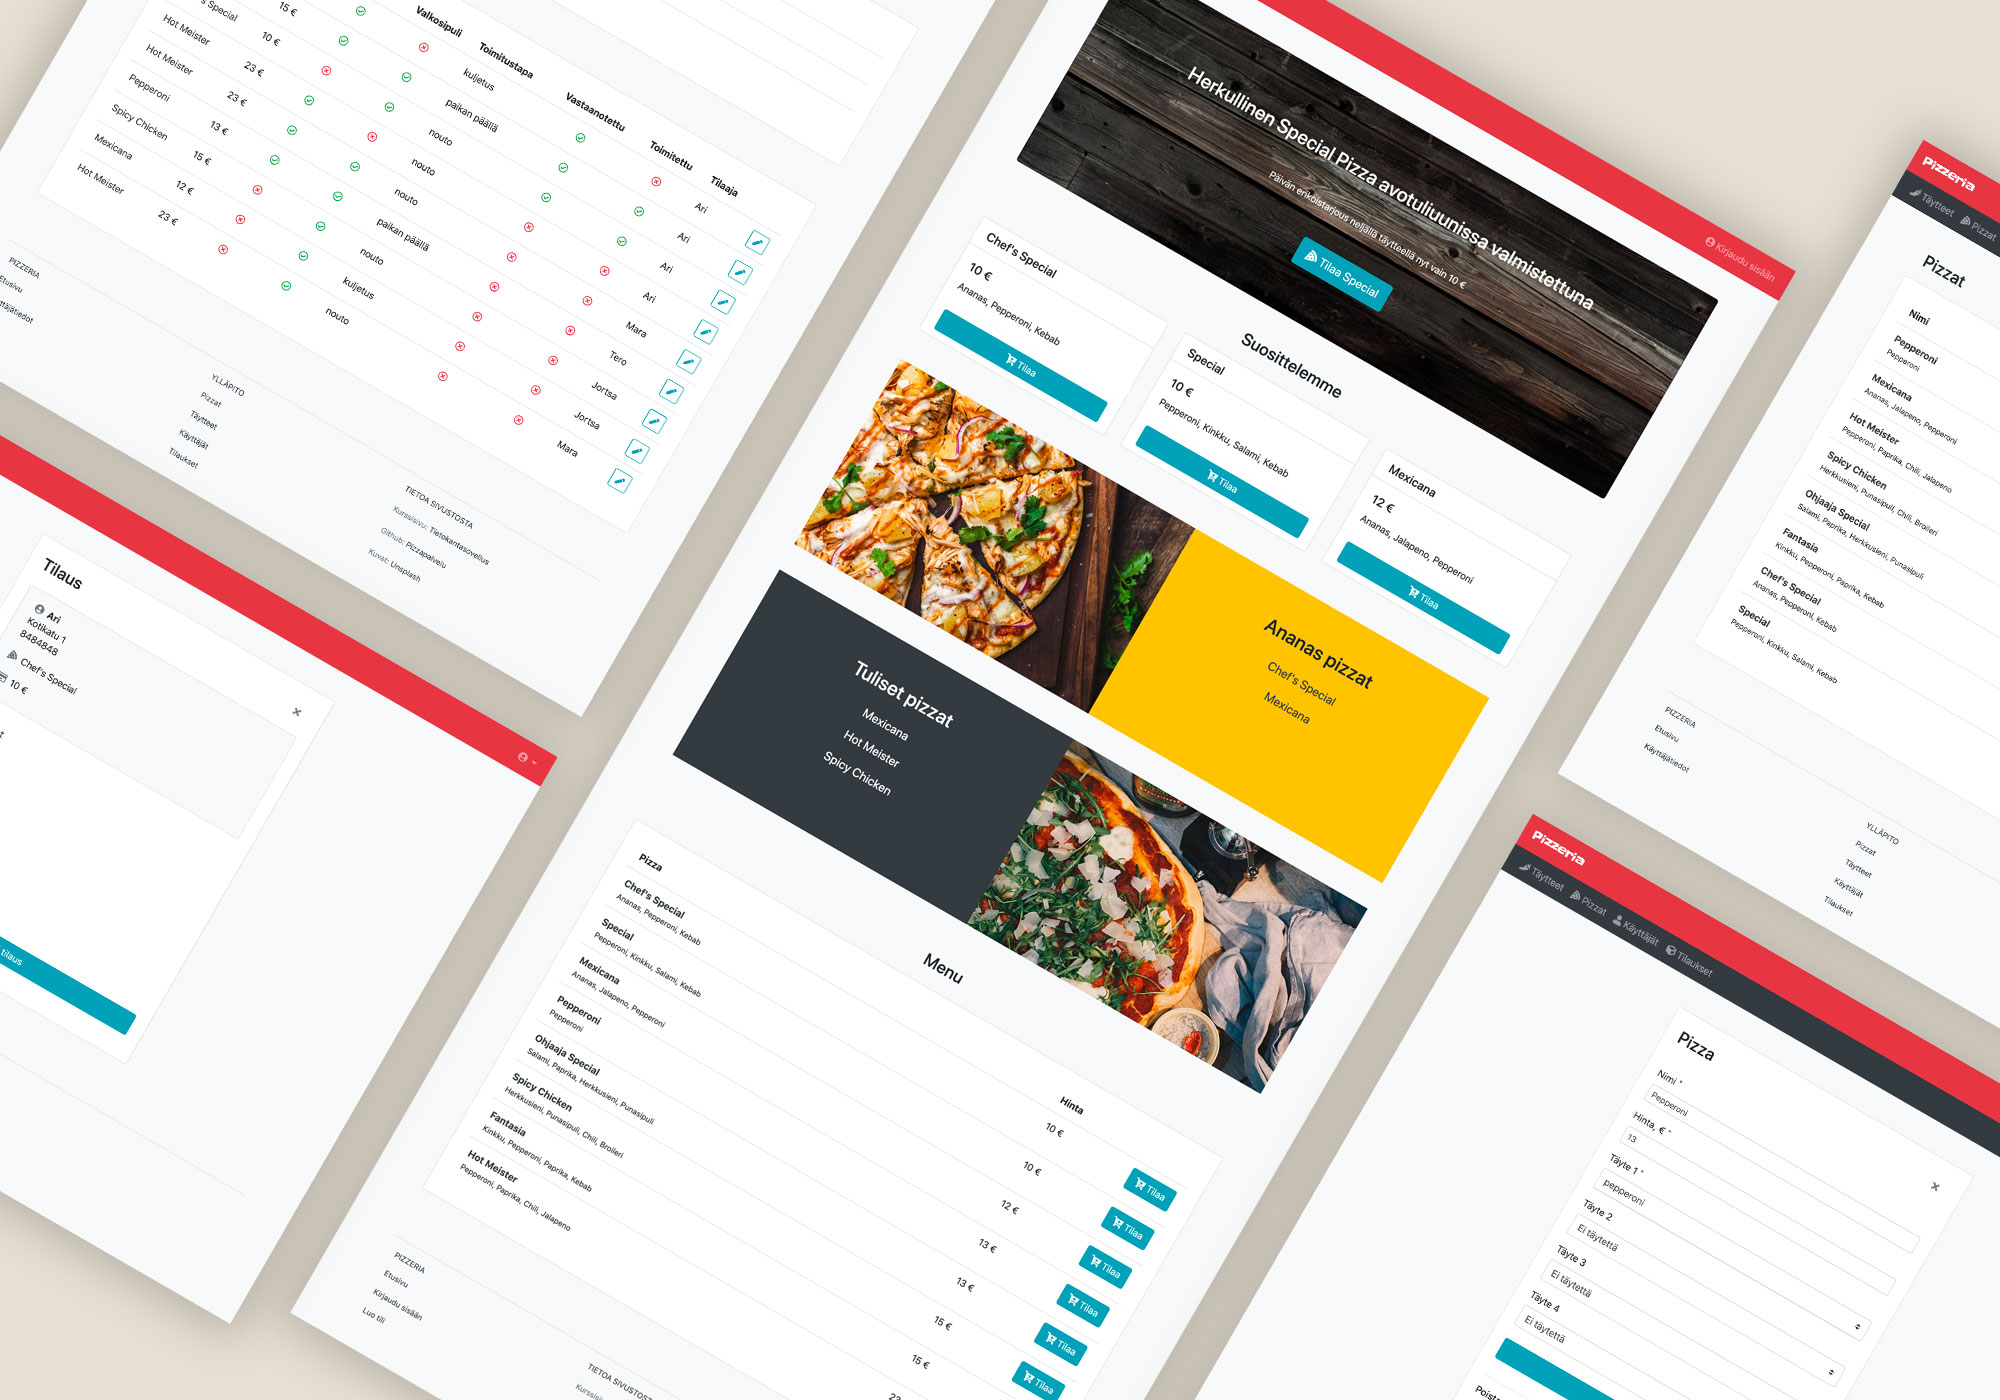 s Special
15 €
Hot Meister
10 €
Hot Meister
23 €
Pepperoni
23 €
Spicy Chicken
13 €
Mexicana
15 €
Hot Meister
12 €
23 €
Valkosipuli
Toimitustapa
Vastaanotettu
Toimitettu
Tilaaja
kuljetus
paikan päällä
nouto
nouto
nouto
paikan päällä
nouto
kuljetus
nouto
Ari
Ari
Ari
Ari
Mara
Tero
Jortsa
Jortsa
Mara
PIZZERIA
Etusivu
ttäjätiedot
YLLÄPITO
Pizzat
Täytteet
Käyttäjät
Tilaukset
TIETOA SIVUSTOSTA
Kurssisivu: Tietokantasovellus
Github: Pizzapalvelu
Kuvat: Unsplash
Tilaus
Ari
Kotikatu 1
8484848
Chef's Special
10 €
t
tilaus
Kirjaudu sisään
Herkullinen Special Pizza avotuliuunissa valmistettuna
Päivän erikoistarjous neljällä täytteellä nyt vain 10 €
Tilaa Special
Suosittelemme
Chef's Special
10 €
Ananas, Pepperoni, Kebab
Tilaa
Special
10 €
Pepperoni, Kinkku, Salami, Kebab
Tilaa
Mexicana
12 €
Ananas, Jalapeno, Pepperoni
Tilaa
Ananas pizzat
Chef's Special
Mexicana
Tuliset pizzat
Mexicana
Hot Meister
Spicy Chicken
Menu
Pizza
Hinta
Chef's Special
Ananas, Pepperoni, Kebab
10 €
Tilaa
Special
Pepperoni, Kinkku, Salami, Kebab
10 €
Tilaa
Mexicana
Ananas, Jalapeno, Pepperoni
12 €
Tilaa
Pepperoni
Pepperoni
13 €
Tilaa
Ohjaaja Special
Salami, Paprika, Herkkusieni, Punasipuli
13 €
Tilaa
Spicy Chicken
Herkkusieni, Punasipuli, Chili, Broileri
15 €
Tilaa
Fantasia
Kinkku, Pepperoni, Paprika, Kebab
15 €
Hot Meister
Pepperoni, Paprika, Chili, Jalapeno
PIZZERIA
Etusivu
Kirjaudu sisään
Luo tili
TIETOA SIVUSTOSTA
Pizzeria
Täytteet
Pizzat
Pizzat
Nimi
Pepperoni
Pepperoni
Mexicana
Ananas, Jalapeno, Pepperoni
Hot Meister
Pepperoni, Paprika, Chili, Jalapeno
Spicy Chicken
Herkkusieni, Punasipuli, Chili, Broileri
Ohjaaja Special
Salami, Paprika, Herkkusieni, Punasipuli
Fantasia
Kinkku, Pepperoni, Paprika, Kebab
Chef's Special
Ananas, Pepperoni, Kebab
Special
Pepperoni, Kinkku, Salami, Kebab
PIZZERIA
Etusivu
Käyttäjätiedot
YLLÄPITO
Pizzat
Täytteet
Käyttäjät
Tilaukset
Pizzeria
Täytteet
Pizzat
Käyttäjät
Tilaukset
Pizza
Nimi *
Pepperoni
Hinta, € *
13
Täyte 1 *
pepperoni
Täyte 2
Ei täytettä
Täyte 3
Ei täytettä
Täyte 4
Ei täytettä